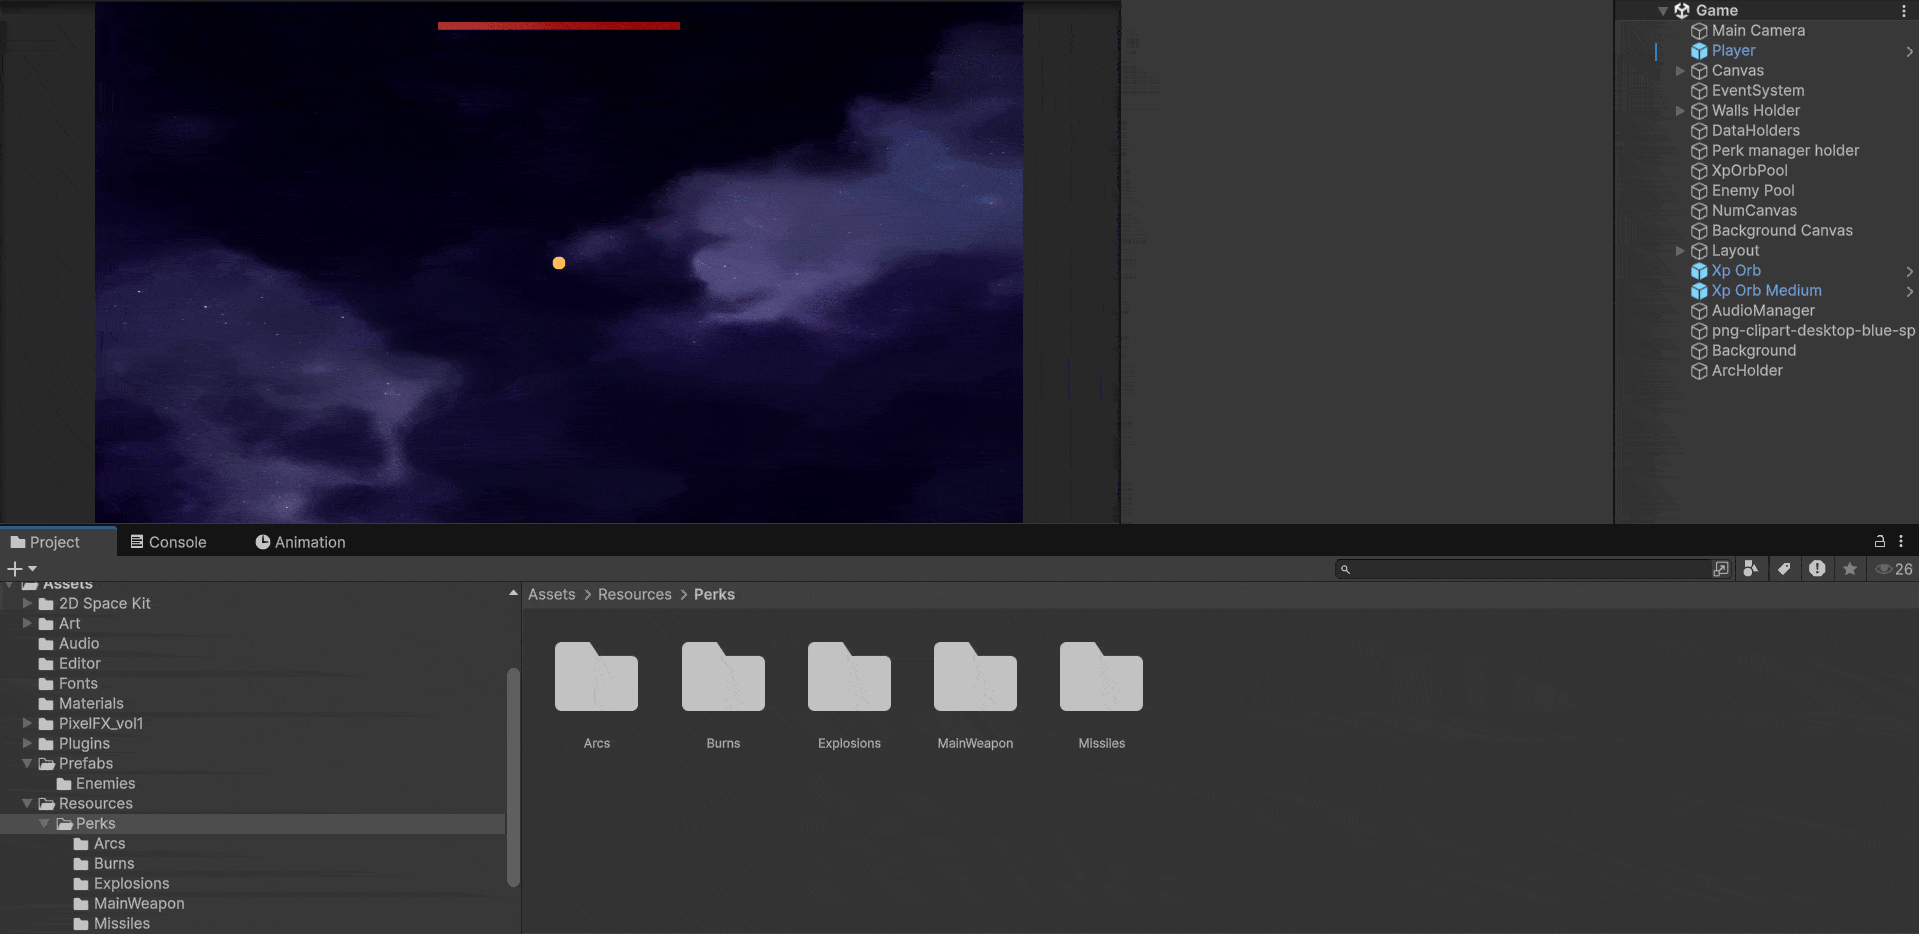 Game
Main Camera
Player
Canvas
EventSystem
Walls Holder
DataHolders
Perk manager holder
XpOrbPool
Enemy Pool
NumCanvas
Background Canvas
Layout
Xp Orb
Xp Orb Medium
AudioManager
png-clipart-desktop-blue-sp
Background
ArcHolder
Project Console Animation
26
Assets
2D Space Kit
Art
Audio
Editor
Fonts
Materials
PixelFX_vol1
Plugins
Prefabs
Enemies
Resources
Perks
Arcs
Burns
Explosions
MainWeapon
Missiles
Assets > Resources > Perks
Arcs Burns Explosions MainWeapon Missiles